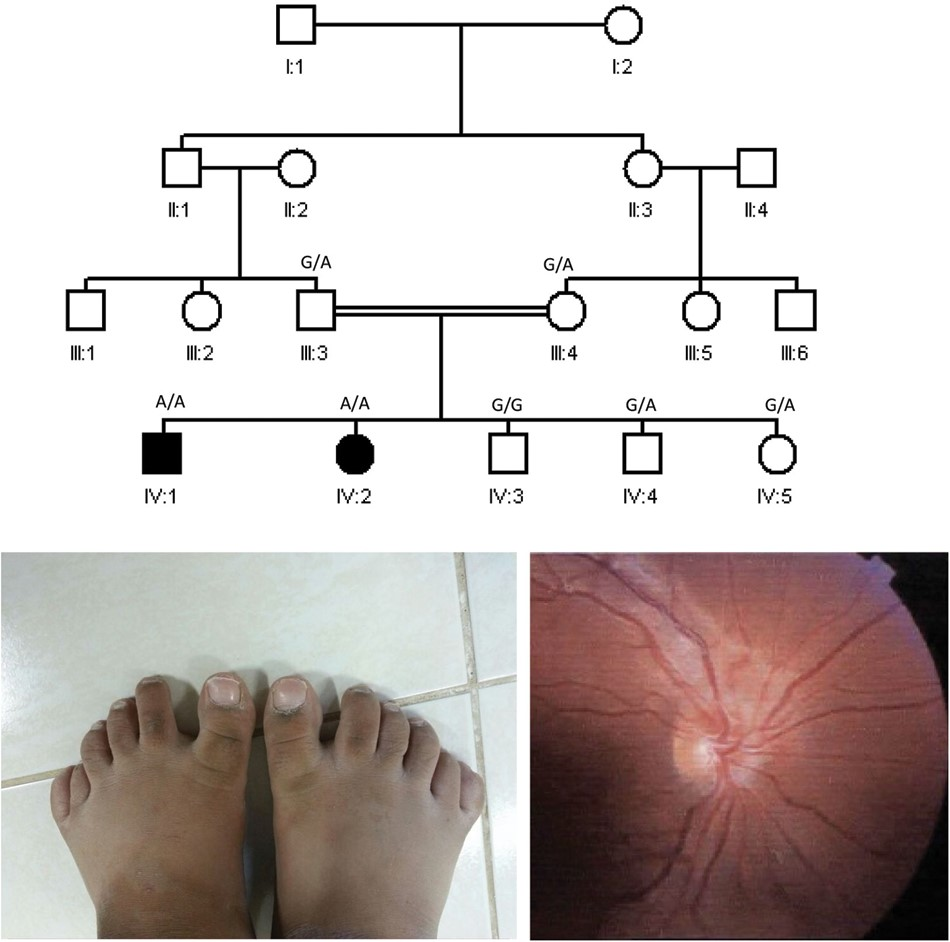 I:1 I:2
II:1 II:2 II:3 II:4
G/A G/A
III:1 III:2 III:3 III:4 III:5 III:6
A/A A/A G/G G/A G/A
IV:1 IV:2 IV:3 IV:4 IV:5